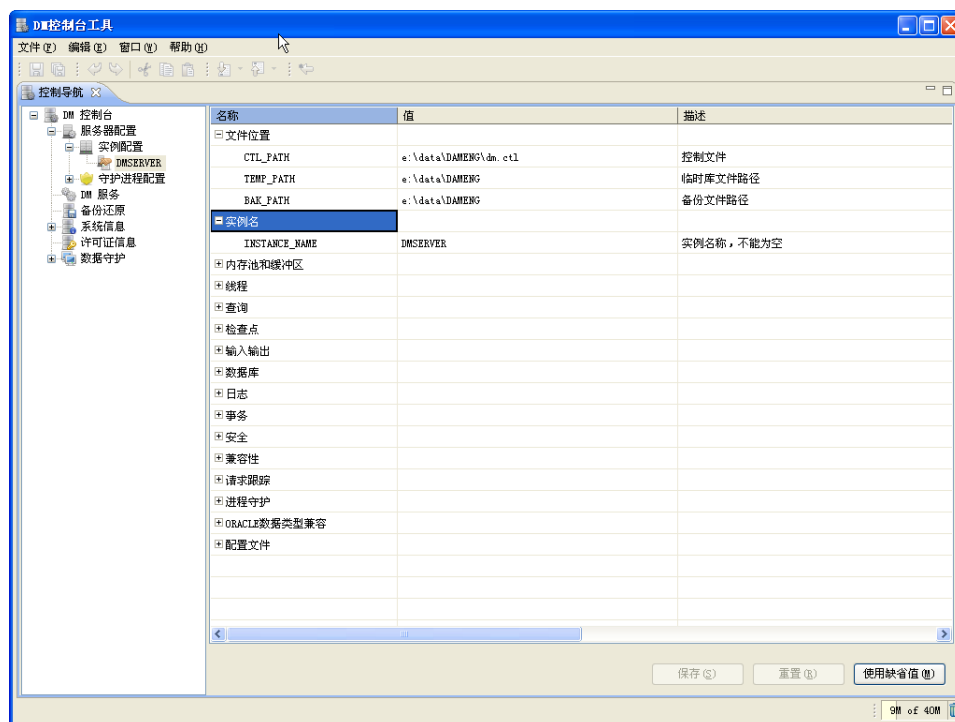 DM控制台工具
文件(F) 编辑(E) 窗口(W) 帮助(H)
控制导航
DM 控制台
服务器配置
实例配置
DMSERVER
守护进程配置
DM 服务
备份还原
系统信息
许可证信息
数据守护
名称 值 描述
文件位置
CTL_PATH e:\data\DAMENG\dm.ctl 控制文件
TEMP_PATH e:\data\DAMENG 临时库文件路径
BAK_PATH e:\data\DAMENG 备份文件路径
实例名
INSTANCE_NAME DMSERVER 实例名称，不能为空
内存池和缓冲区
线程
查询
检查点
输入输出
数据库
日志
事务
安全
兼容性
请求跟踪
进程守护
ORACLE数据类型兼容
配置文件
保存(S) 重置(R) 使用缺省值(M)
9M of 40M